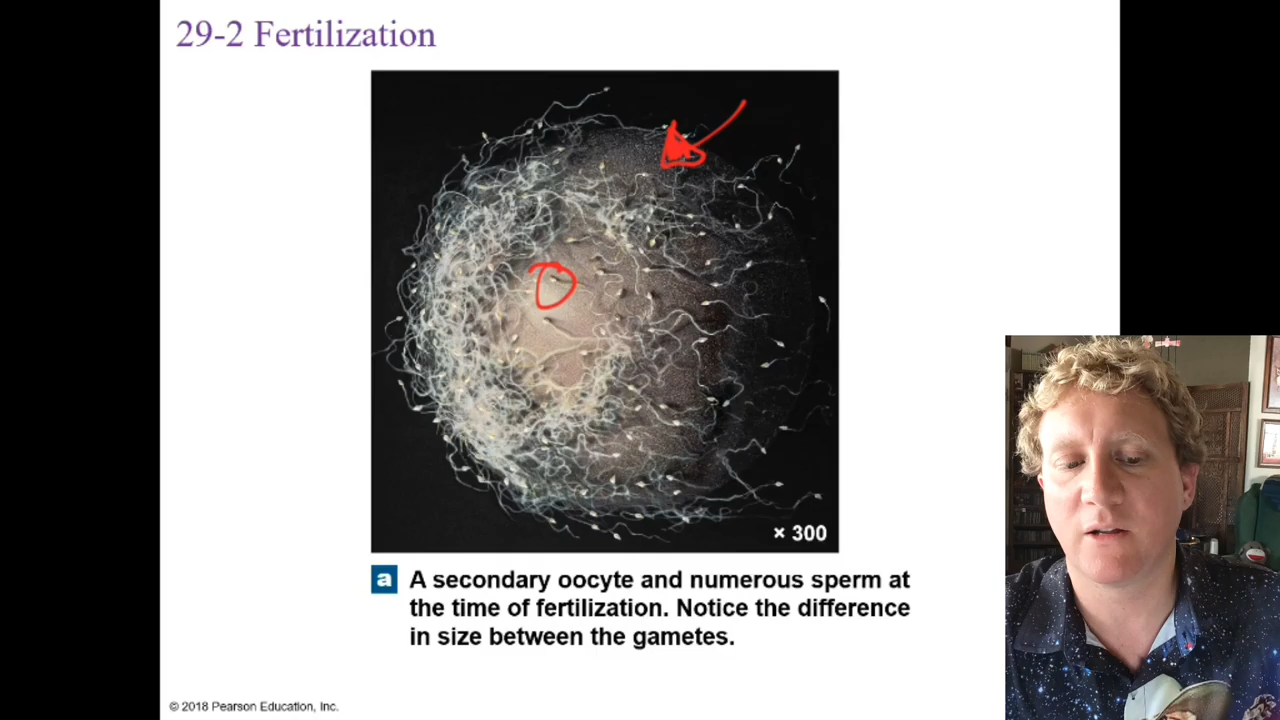 29-2 Fertilization
× 300
a A secondary oocyte and numerous sperm at
the time of fertilization. Notice the difference
in size between the gametes.
© 2018 Pearson Education, Inc.